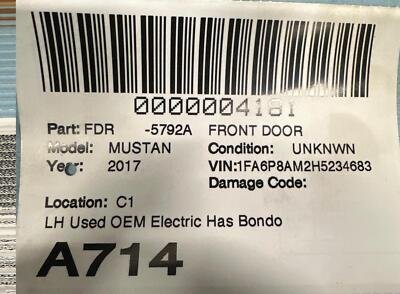 0000004181
Part: FDR -5792A FRONT DOOR
Model: MUSTAN Condition: UNKNWN
Year: 2017 VIN:1FA6P8AM2H5234683
Damage Code:
Location: C1
LH Used OEM Electric Has Bondo
A714